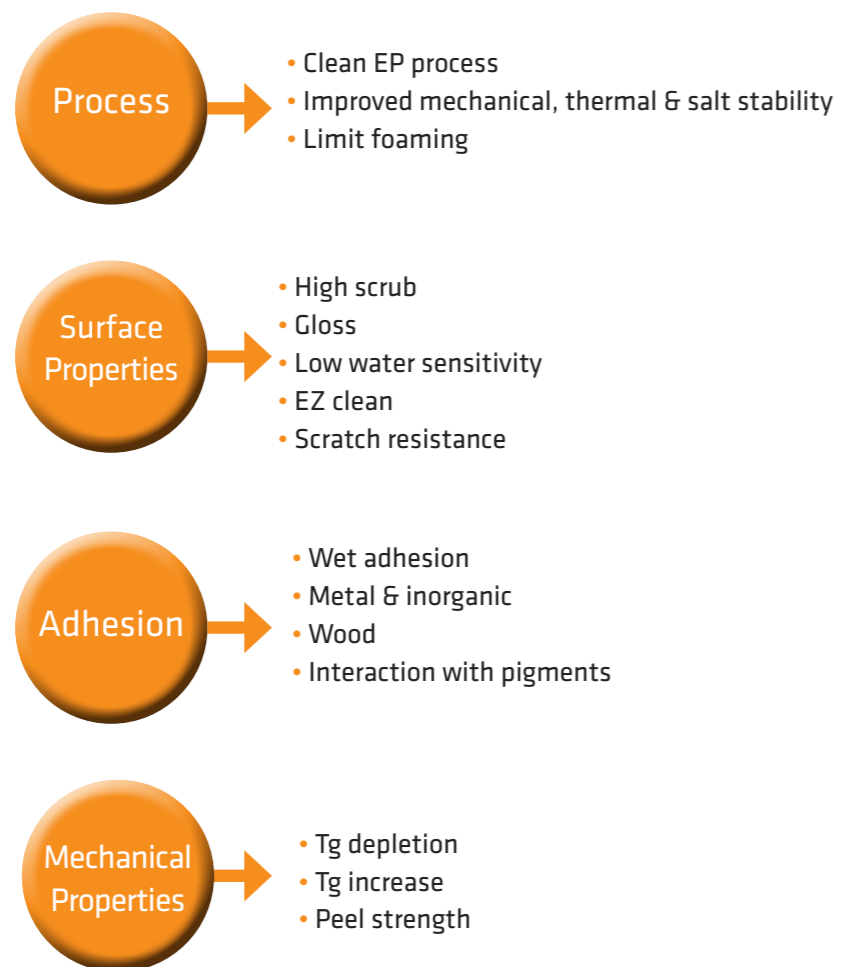 Process
• Clean EP process
• Improved mechanical, thermal & salt stability
• Limit foaming
Surface
Properties
• High scrub
• Gloss
• Low water sensitivity
• EZ clean
• Scratch resistance
Adhesion
• Wet adhesion
• Metal & inorganic
• Wood
• Interaction with pigments
Mechanical
Properties
• Tg depletion
• Tg increase
• Peel strength